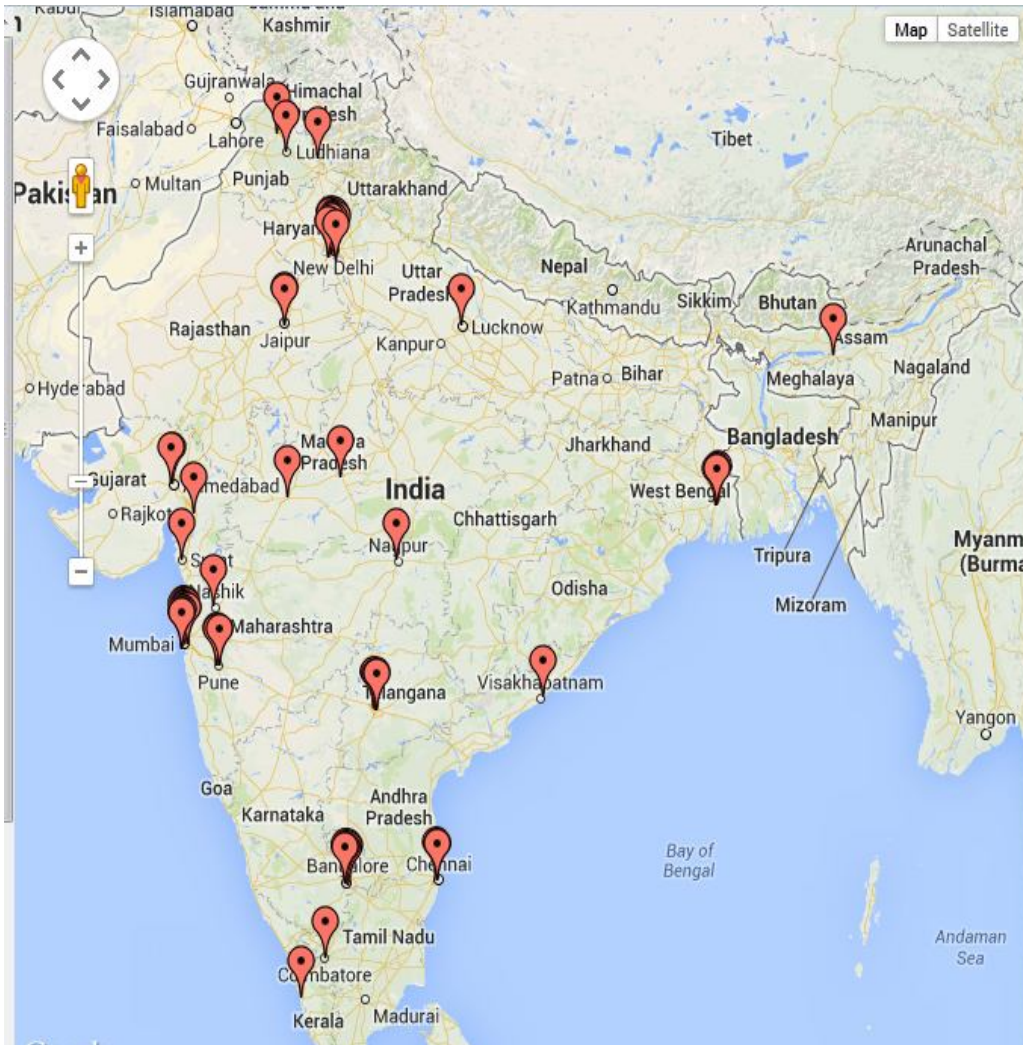 Islamabad
Kashmir
Map Satellite
Gujranwala
Himachal
Faisalabad
Lahore
Ludhiana
Tibet
Multan
Punjab
Uttarakhand
New Delhi
Uttar
Nepal
Kathmandu
Sikkim
Bhutan
Arunachal
Pradesh
Rajasthan
Jaipur
Lucknow
Kanpur
Assam
Nagaland
Patna
Bihar
Meghalaya
Hyderabad
Manipur
Jharkhand
Bangladesh
Pradesh
Gujarat
India
West Bengal
Rajkot
Chhattisgarh
Tripura
Myanm
(Burma
Odisha
Mizoram
Maharashtra
Mumbai
Pune
Visakhapatnam
Yangon
Goa
Andhra
Pradesh
Karnataka
Bay of
Bengal
Tamil Nadu
Andaman
Sea
Madurai
Kerala